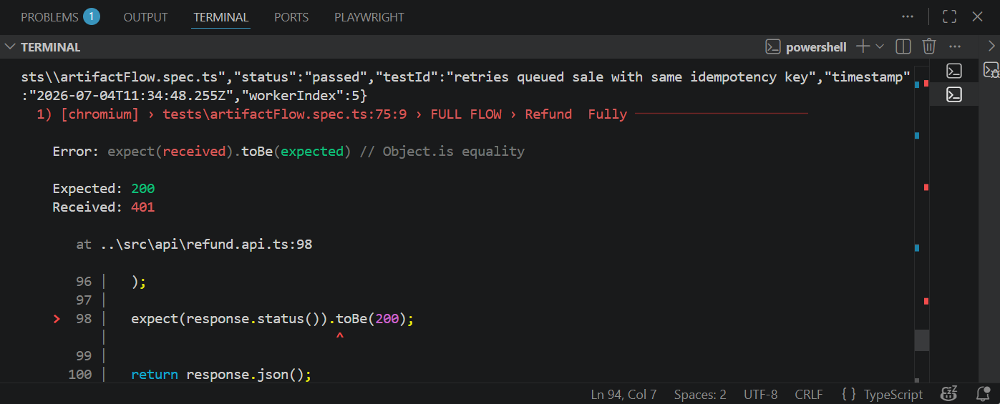 PROBLEMS 1 OUTPUT TERMINAL PORTS PLAYWRIGHT
TERMINAL powershell
sts\\artifactFlow.spec.ts","status":"passed","testId":"retries queued sale with same idempotency key","timestamp"
:"2026-07-04T11:34:48.255Z","workerIndex":5}
1) [chromium] › tests\artifactFlow.spec.ts:75:9 › FULL FLOW › Refund  Fully
Error: expect(received).toBe(expected) // Object.is equality
Expected: 200
Received: 401
at ..\src\api\refund.api.ts:98
96 | );
97 |
> 98 | expect(response.status()).toBe(200);
| ^
99 |
100 | return response.json();
Ln 94, Col 7 Spaces: 2 UTF-8 CRLF { } TypeScript